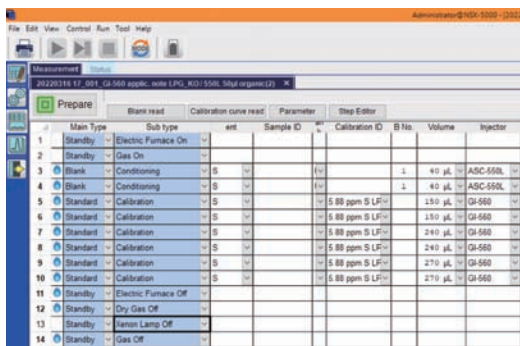 Administrator@NSX-5000 - [202
File Edit View Control Run Tool Help
Measurement Status
20220316 17_001_GI-560 applic. note LPG_KO/ 550L 50µl organic(2) X
Prepare Blank read Calibration curve read Parameter Step Editor
Main Type Sub type ent Sample ID Calibration ID B No. Volume Injector
1 Standby Electric Furnace On
2 Standby Gas On
3 Blank Conditioning S 1 40 µL ASC-550L
4 Blank Conditioning 1 40 µL ASC-550L
5 Standard Calibration S 5.88 ppm S LF 150 µL GI-560
6 Standard Calibration S 5.88 ppm S LF 150 µL GI-560
7 Standard Calibration S 5.88 ppm S LF 240 µL GI-560
8 Standard Calibration S 5.88 ppm S LF 240 µL GI-560
9 Standard Calibration S 5.88 ppm S LF 270 µL GI-560
10 Standard Calibration S 5.88 ppm S LF 270 µL GI-560
11 Standby Electric Furnace Off
12 Standby Dry Gas Off
13 Standby Xenon Lamp Off
14 Standby Gas Off